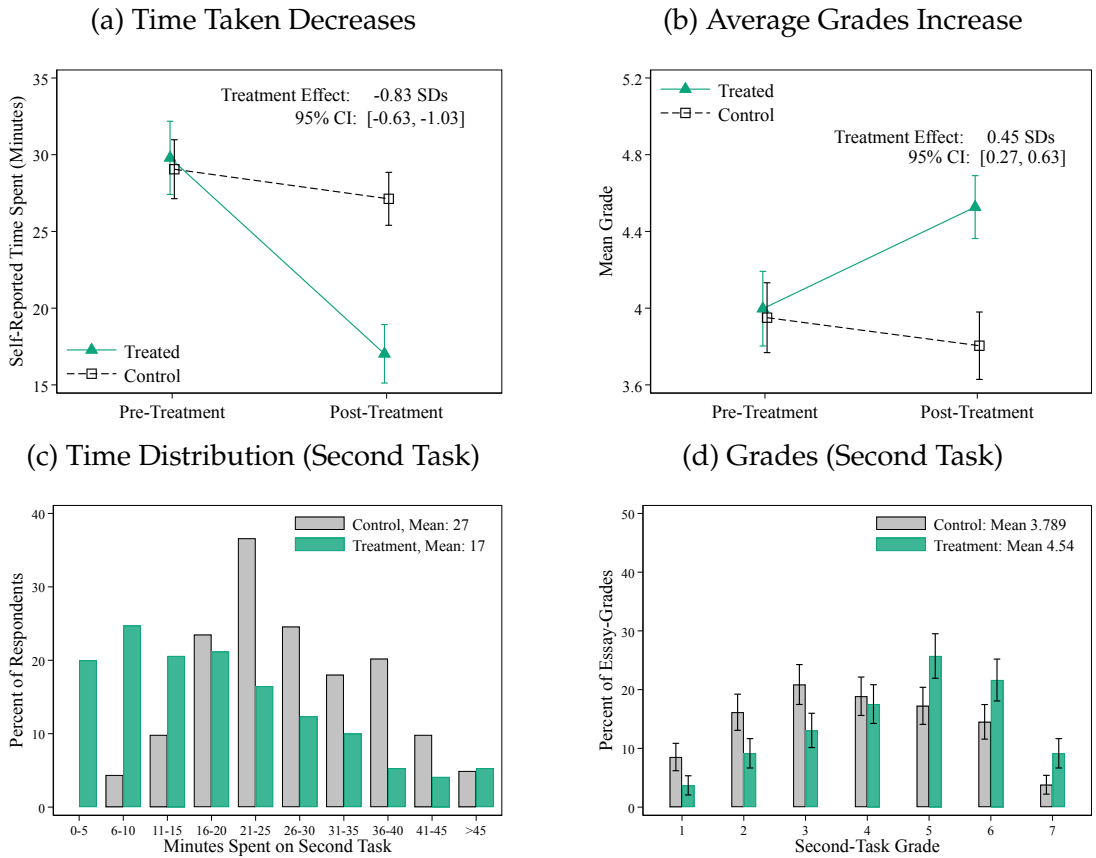 (a) Time Taken Decreases
Self-Reported Time Spent (Minutes)
35
30
25
20
15
Treatment Effect: -0.83 SDs
95% CI: [-0.63, -1.03]
Treated
Control
Pre-Treatment Post-Treatment
(b) Average Grades Increase
Mean Grade
5.2
4.8
4.4
4
3.6
Treated
Control
Treatment Effect: 0.45 SDs
95% CI: [0.27, 0.63]
Pre-Treatment Post-Treatment
(c) Time Distribution (Second Task)
Percent of Respondents
40
30
20
10
0
Control, Mean: 27
Treatment, Mean: 17
0-5 6-10 11-15 16-20 21-25 26-30 31-35 36-40 41-45 >45
Minutes Spent on Second Task
(d) Grades (Second Task)
Percent of Essay-Grades
50
40
30
20
10
0
Control: Mean 3.789
Treatment: Mean 4.54
1 2 3 4 5 6 7
Second-Task Grade